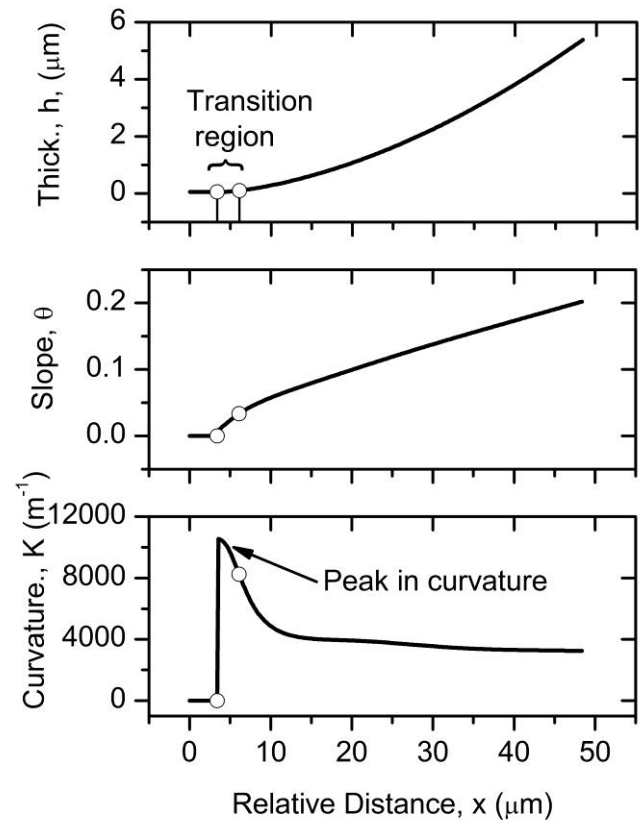 6
4
2
0
Thick., h, (μm)
Transition
region
0.2
0.1
0.0
Slope, θ
12000
8000
4000
0
Curvature., K (m⁻¹)
Peak in curvature
0 10 20 30 40 50
Relative Distance, x (μm)